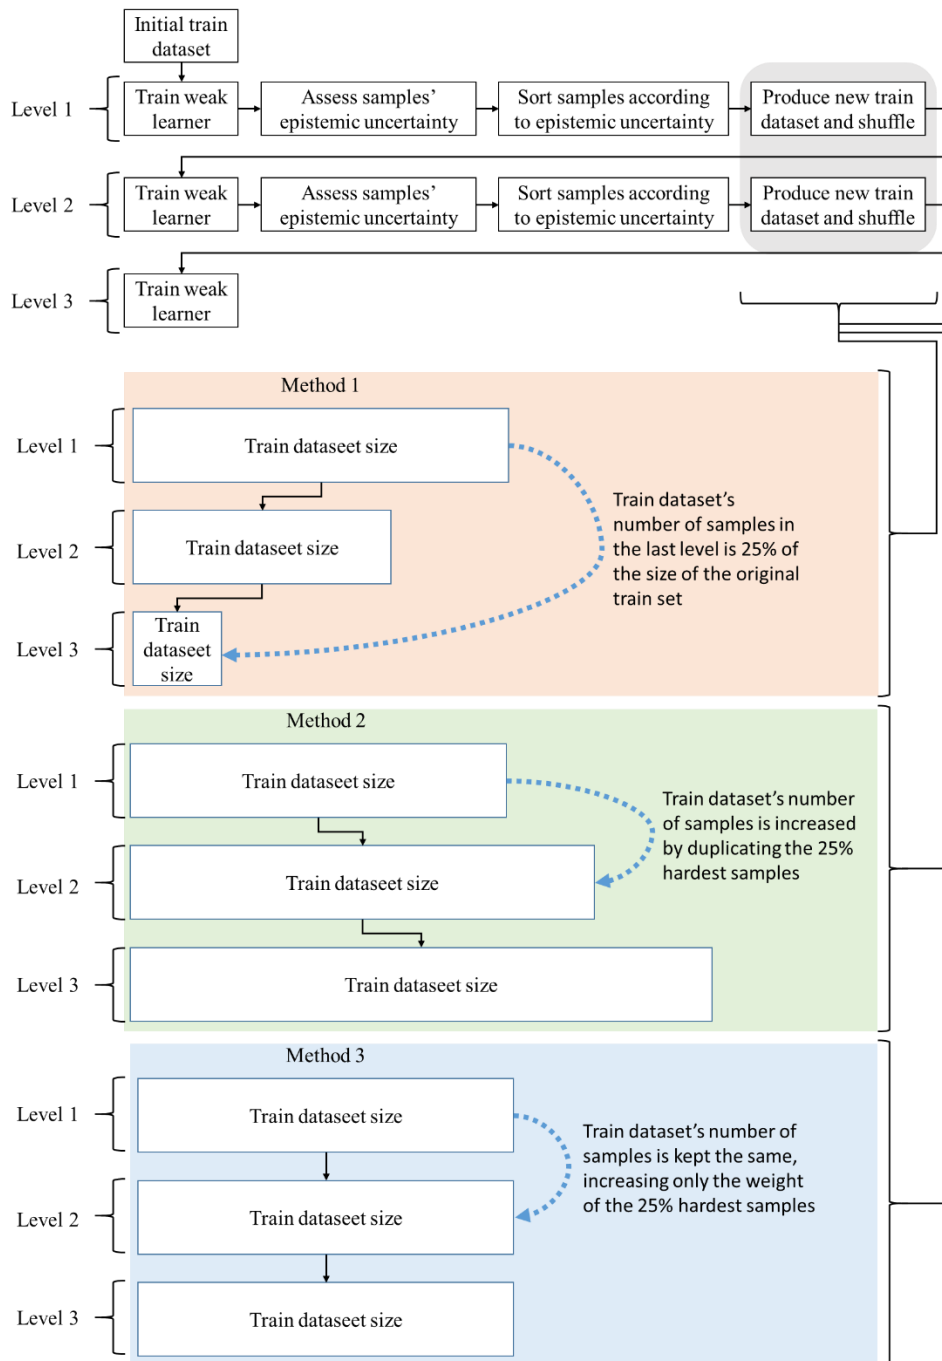 Initial train
dataset
Level 1
Train weak
learner
Assess samples’
epistemic uncertainty
Sort samples according
to epistemic uncertainty
Produce new train
dataset and shuffle
Level 2
Train weak
learner
Assess samples’
epistemic uncertainty
Sort samples according
to epistemic uncertainty
Produce new train
dataset and shuffle
Level 3
Train weak
learner
Method 1
Level 1
Train dataseet size
Level 2
Train dataseet size
Level 3
Train
dataseet
size
Train dataset’s
number of samples in
the last level is 25% of
the size of the original
train set
Method 2
Level 1
Train dataseet size
Level 2
Train dataseet size
Level 3
Train dataseet size
Train dataset’s number
of samples is increased
by duplicating the 25%
hardest samples
Method 3
Level 1
Train dataseet size
Level 2
Train dataseet size
Level 3
Train dataseet size
Train dataset’s number of
samples is kept the same,
increasing only the weight
of the 25% hardest samples